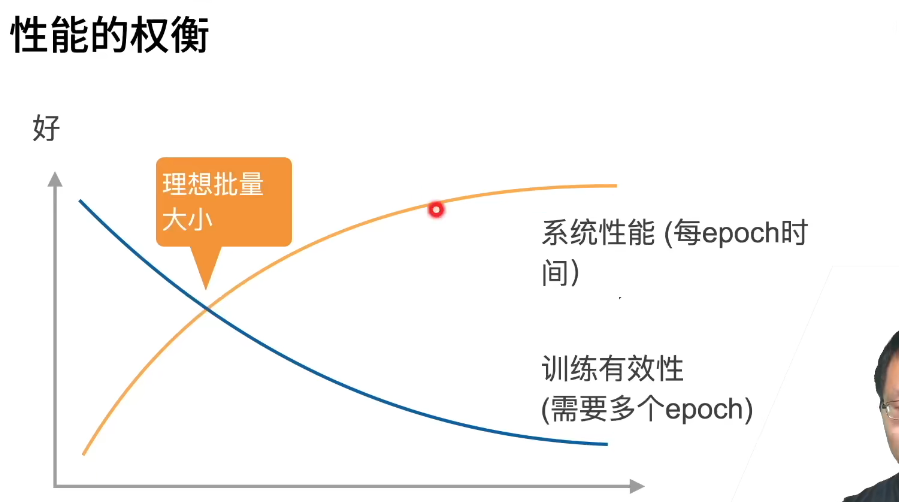 性能的权衡
好
理想批量
大小
系统性能 (每epoch时
间)
训练有效性
(需要多个epoch)